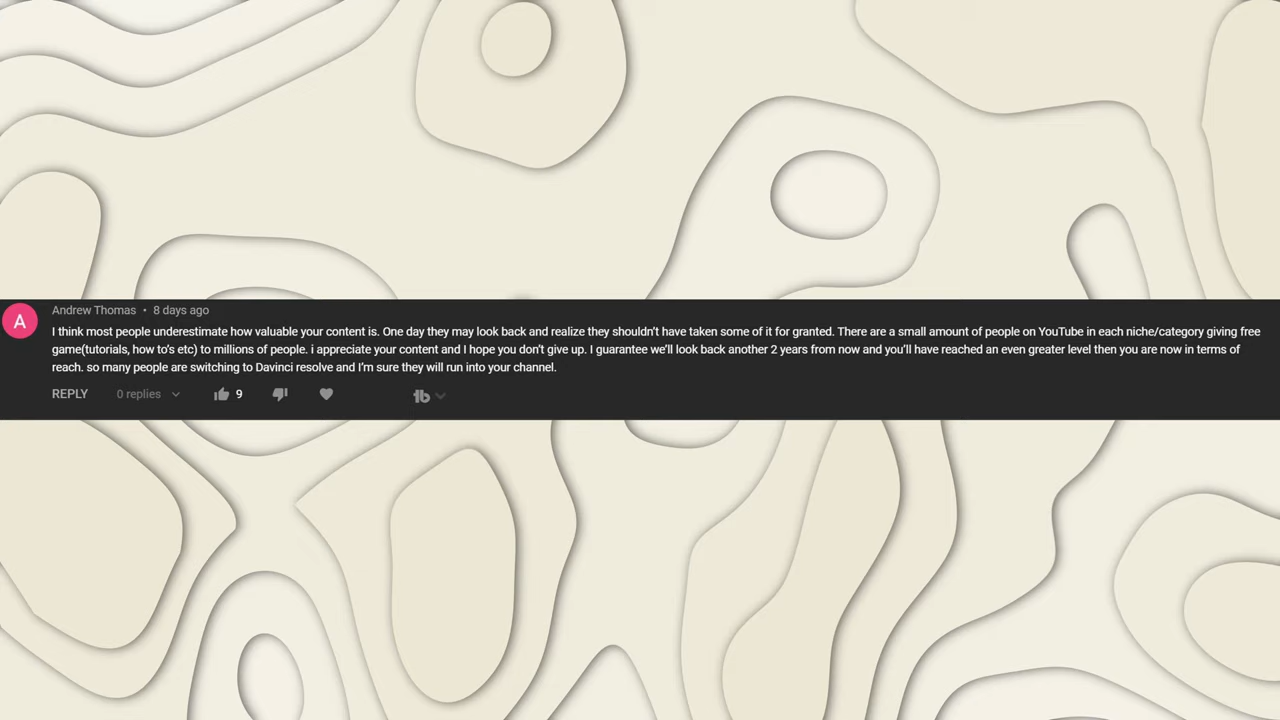 A
Andrew Thomas • 8 days ago
I think most people underestimate how valuable your content is. One day they may look back and realize they shouldn't have taken some of it for granted. There are a small amount of people on YouTube in each niche/category giving free
game(tutorials, how to's etc) to millions of people. i appreciate your content and I hope you don't give up. I guarantee we'll look back another 2 years from now and you'll have reached an even greater level then you are now in terms of
reach. so many people are switching to Davinci resolve and I'm sure they will run into your channel.
REPLY 0 replies 9 tb